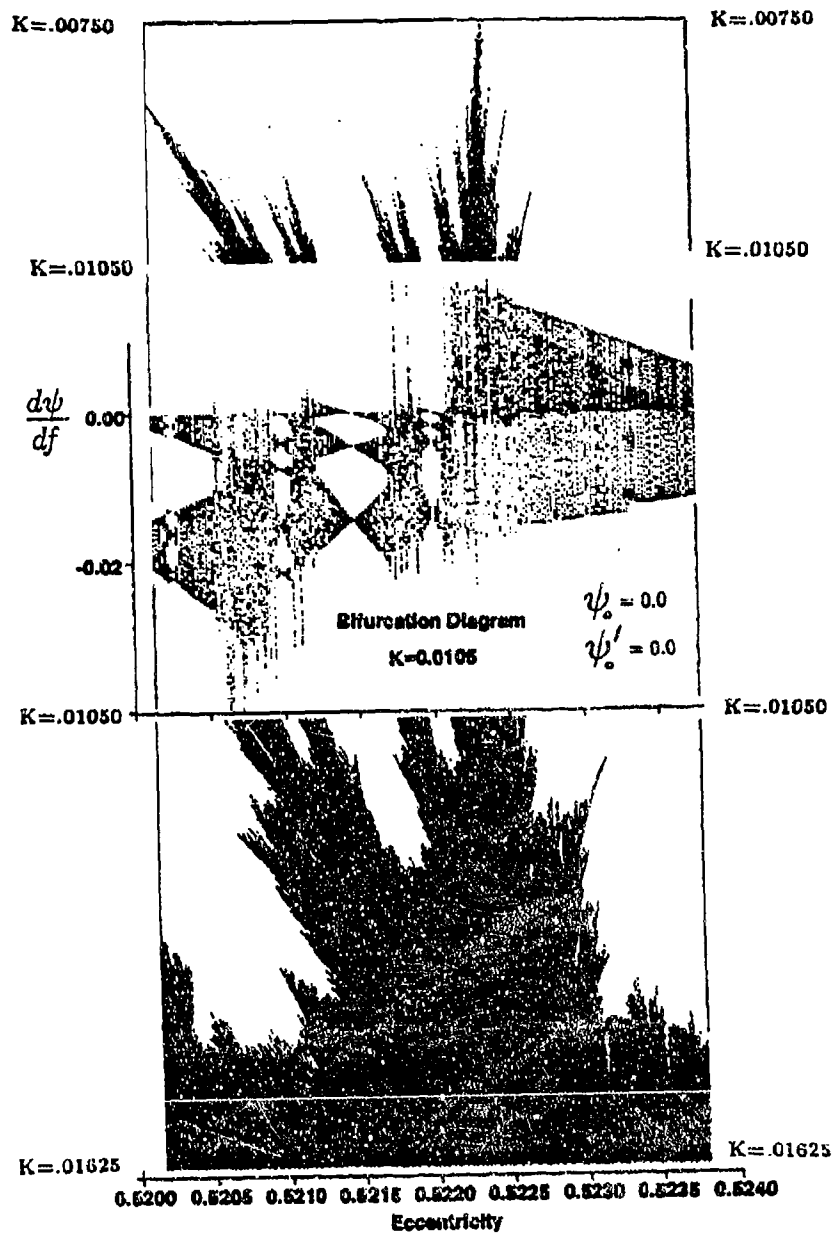 K=.00750
K=.00750
K=.01050
K=.01050
dψ
df
0.00
-0.02
Bifurcation Diagram
K=0.0105
ψ₀ = 0.0
ψ₀′ = 0.0
K=.01050
K=.01050
K=.01625
K=.01625
0.5200 0.5205 0.5210 0.5215 0.5220 0.5225 0.5230 0.5235 0.5240
Eccentricity